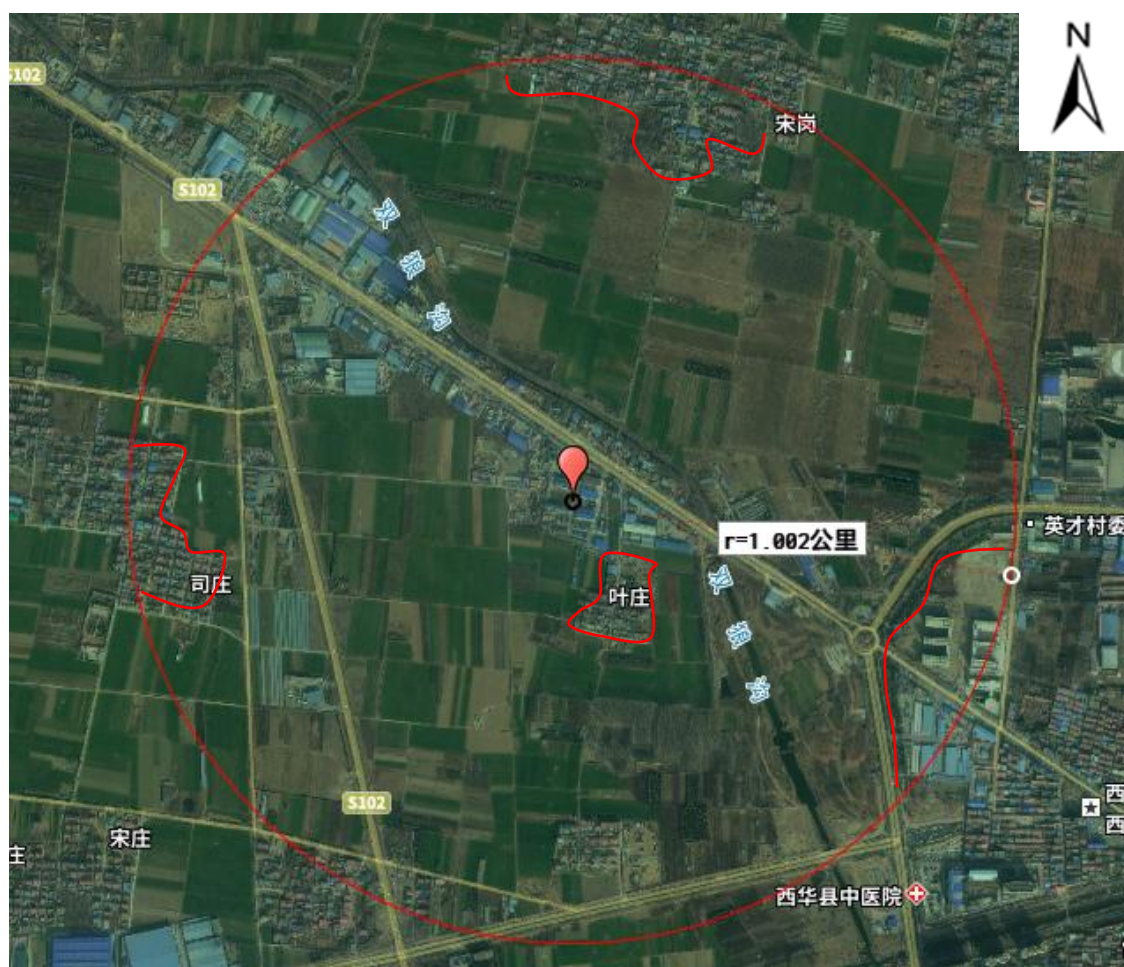 N
S102
宋岗
S102
双
狼
沟
r=1.002公里
英才村委
双
狼
沟
司庄
叶庄
S102
西
西
宋庄
庄
西华县中医院